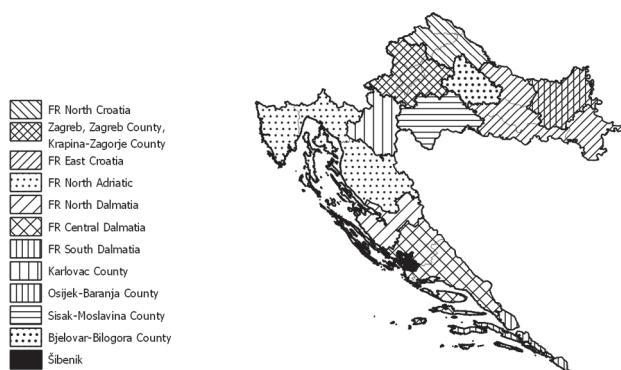 FR North Croatia
Zagreb, Zagreb County,
Krapina-Zagorje County
FR East Croatia
FR North Adriatic
FR North Dalmatia
FR Central Dalmatia
FR South Dalmatia
Karlovac County
Osijek-Baranja County
Sisak-Moslavina County
Bjelovar-Bilogora County
Šibenik